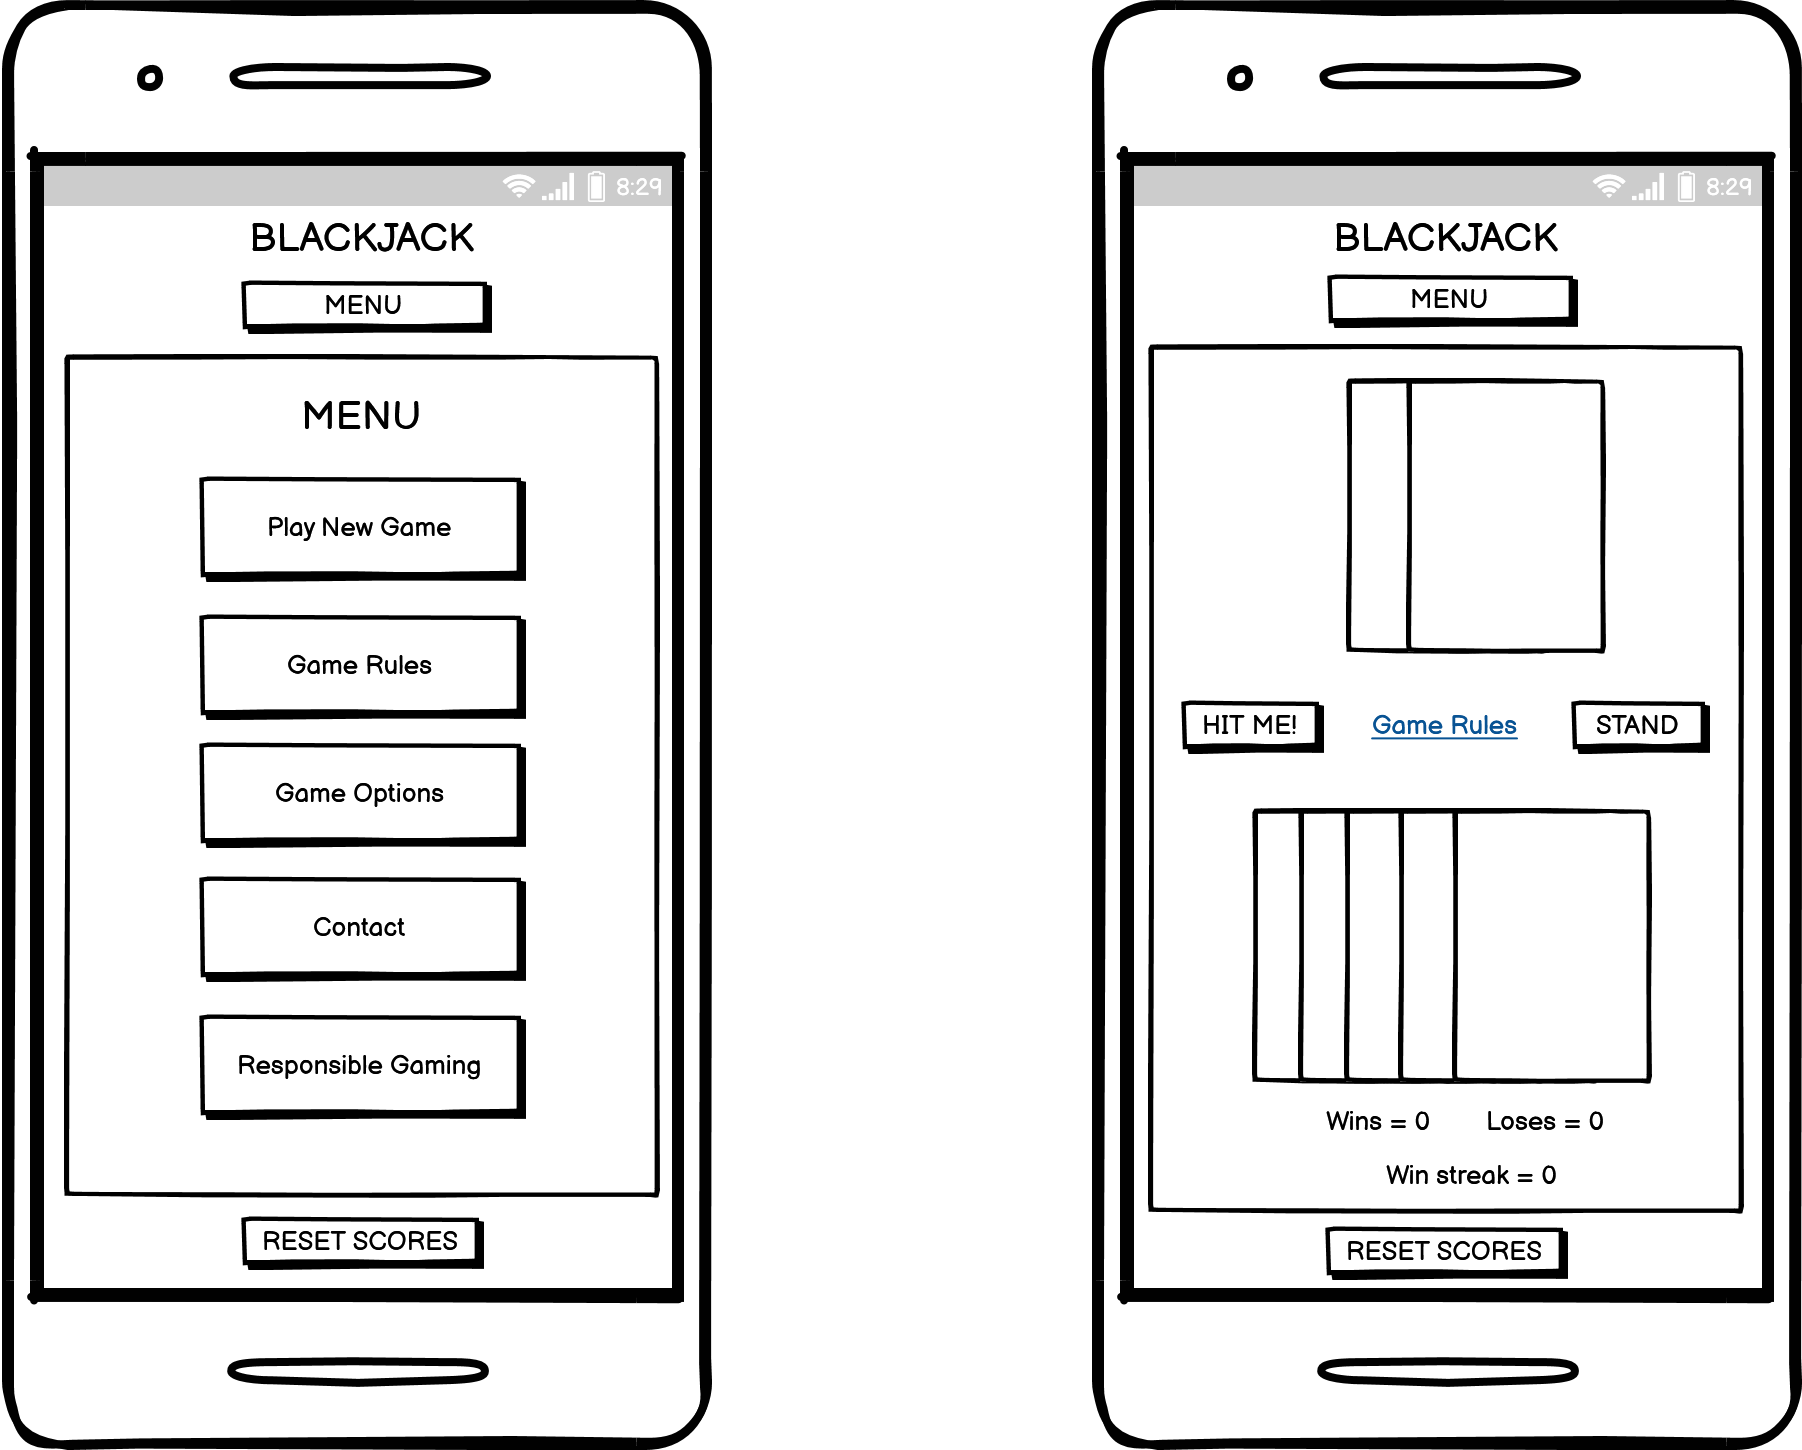 8:29
BLACKJACK
MENU
MENU
Play New Game
Game Rules
Game Options
Contact
Responsible Gaming
RESET SCORES
8:29
BLACKJACK
MENU
HIT ME! Game Rules STAND
Wins = 0 Loses = 0
Win streak = 0
RESET SCORES